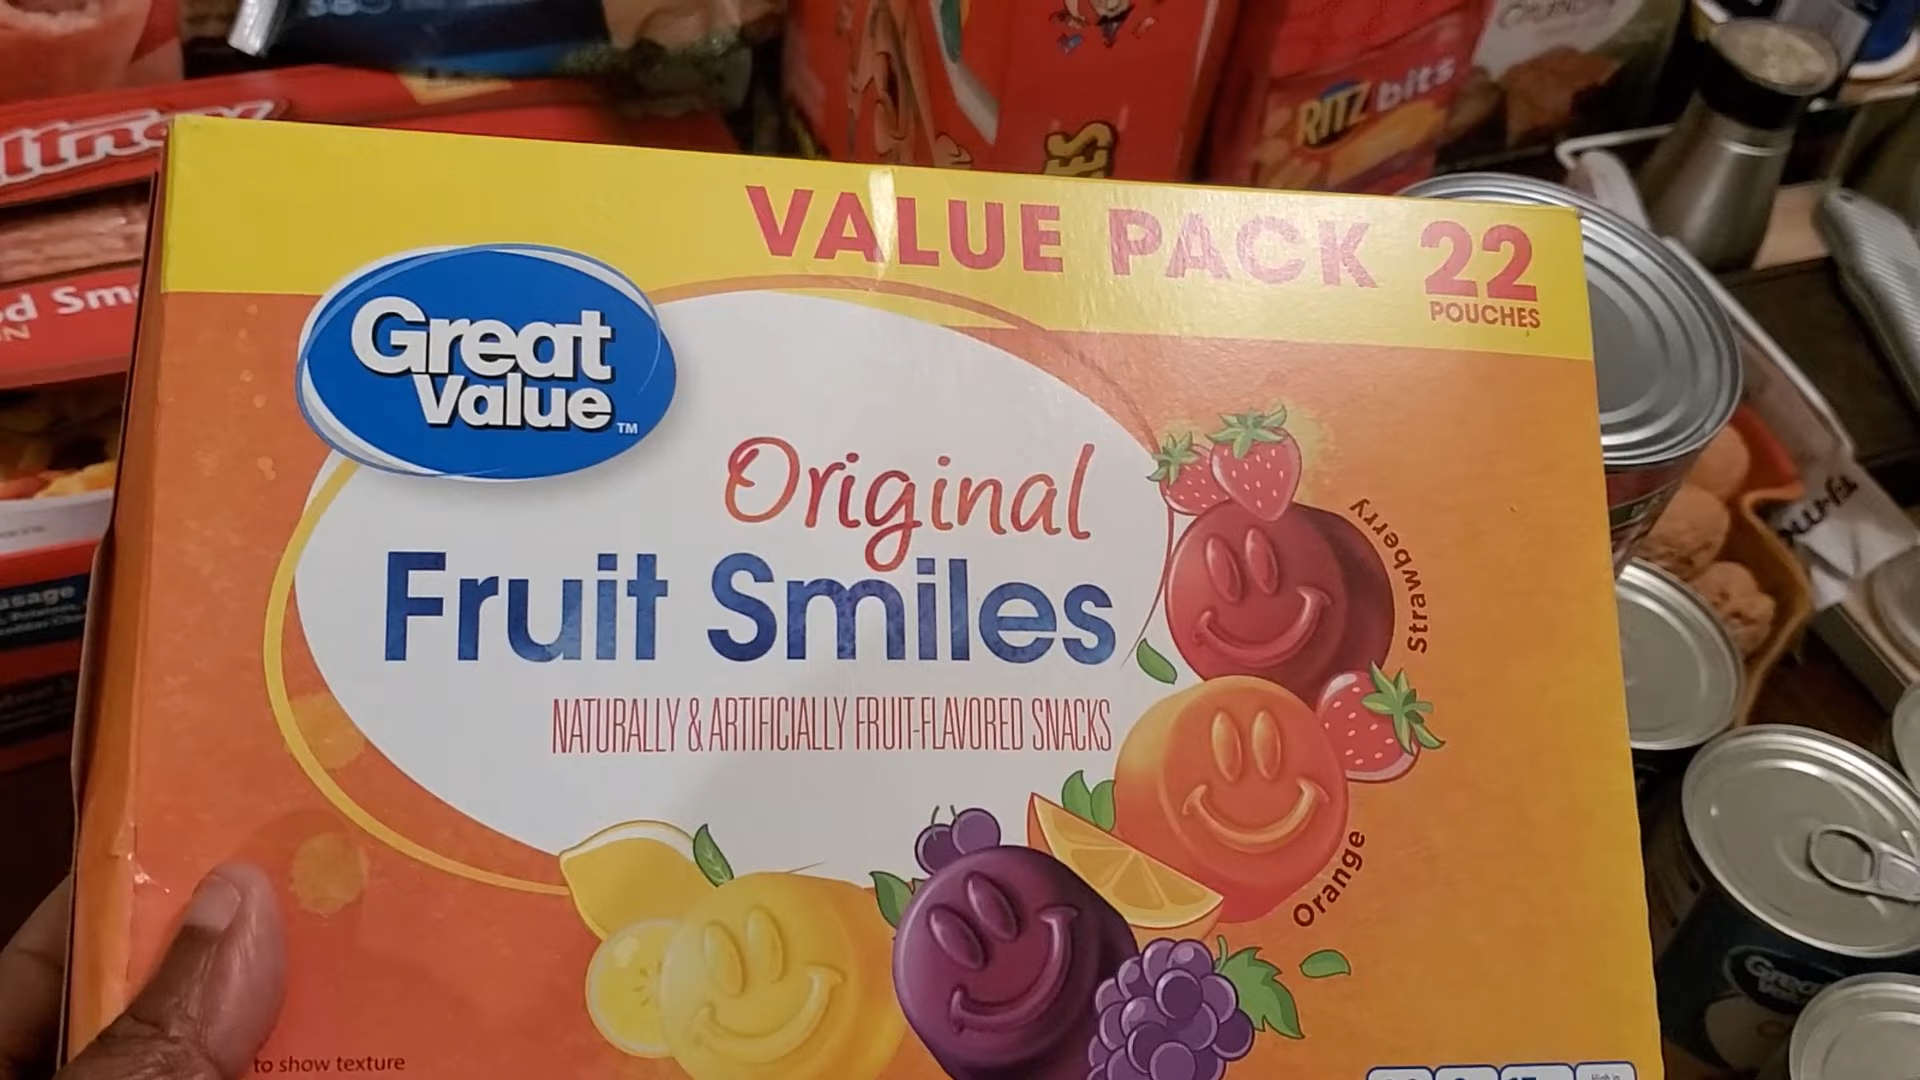 VALUE PACK 22
POUCHES
Great
Value™
Original
Fruit Smiles
NATURALLY & ARTIFICIALLY FRUIT-FLAVORED SNACKS
Strawberry
Orange
to show texture
RITZ bits